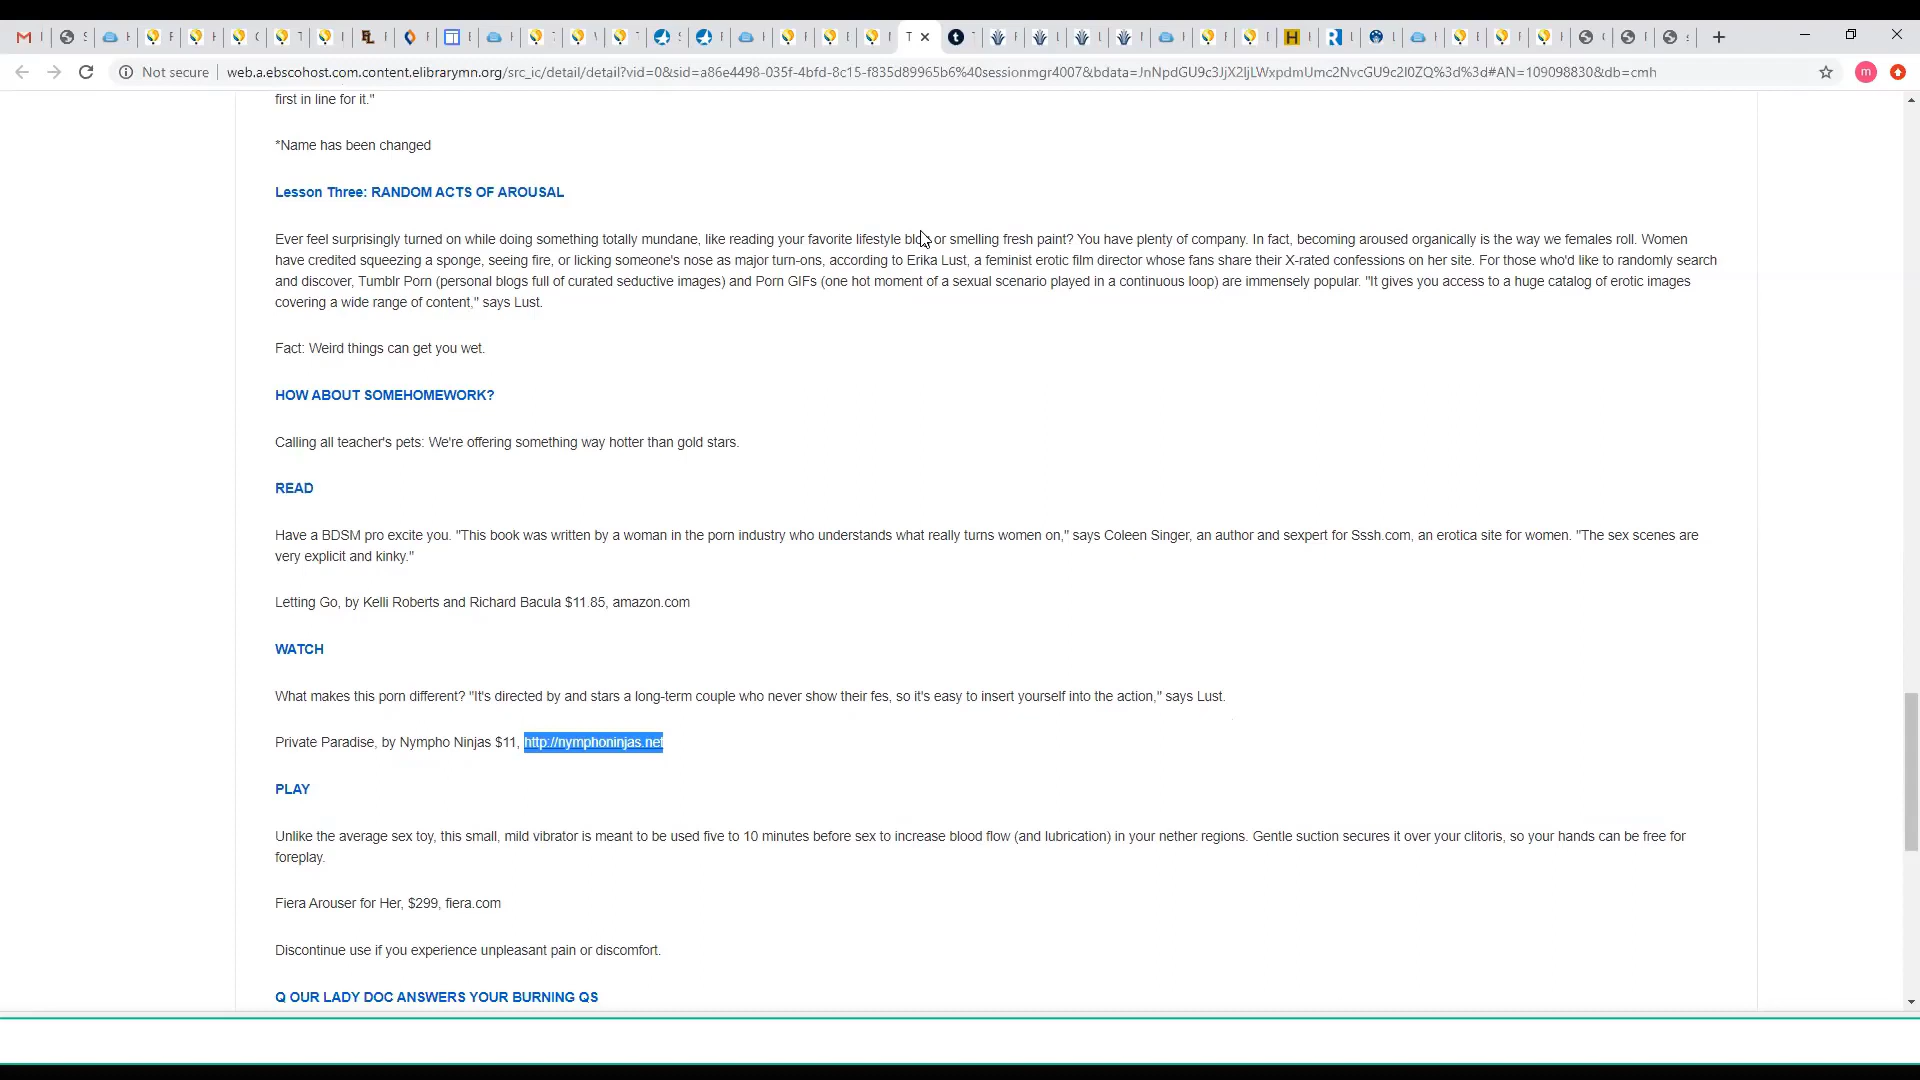 Not secure
web.a.ebscohost.com.content.elibrarymn.org/src_ic/detail/detail?vid=0&sid=a86e4498-035f-4bfd-8c15-f835d89965b6%40sessionmgr4007&bdata=JnNpdGU9c3JjX2ljLWxpdmUmc2NvcGU9c2l0ZQ%3d%3d#AN=109098830&db=cmh
first in line for it."
*Name has been changed
Lesson Three: RANDOM ACTS OF AROUSAL
Ever feel surprisingly turned on while doing something totally mundane, like reading your favorite lifestyle blog or smelling fresh paint? You have plenty of company. In fact, becoming aroused organically is the way we females roll. Women
have credited squeezing a sponge, seeing fire, or licking someone's nose as major turn-ons, according to Erika Lust, a feminist erotic film director whose fans share their X-rated confessions on her site. For those who'd like to randomly search
and discover, Tumblr Porn (personal blogs full of curated seductive images) and Porn GIFs (one hot moment of a sexual scenario played in a continuous loop) are immensely popular. "It gives you access to a huge catalog of erotic images
covering a wide range of content," says Lust.
Fact: Weird things can get you wet.
HOW ABOUT SOMEHOMEWORK?
Calling all teacher's pets: We're offering something way hotter than gold stars.
READ
Have a BDSM pro excite you. "This book was written by a woman in the porn industry who understands what really turns women on," says Coleen Singer, an author and sexpert for Sssh.com, an erotica site for women. "The sex scenes are
very explicit and kinky."
Letting Go, by Kelli Roberts and Richard Bacula $11.85, amazon.com
WATCH
What makes this porn different? "It's directed by and stars a long-term couple who never show their fes, so it's easy to insert yourself into the action," says Lust.
Private Paradise, by Nympho Ninjas $11, http://nymphoninjas.net
PLAY
Unlike the average sex toy, this small, mild vibrator is meant to be used five to 10 minutes before sex to increase blood flow (and lubrication) in your nether regions. Gentle suction secures it over your clitoris, so your hands can be free for
foreplay.
Fiera Arouser for Her, $299, fiera.com
Discontinue use if you experience unpleasant pain or discomfort.
Q OUR LADY DOC ANSWERS YOUR BURNING QS